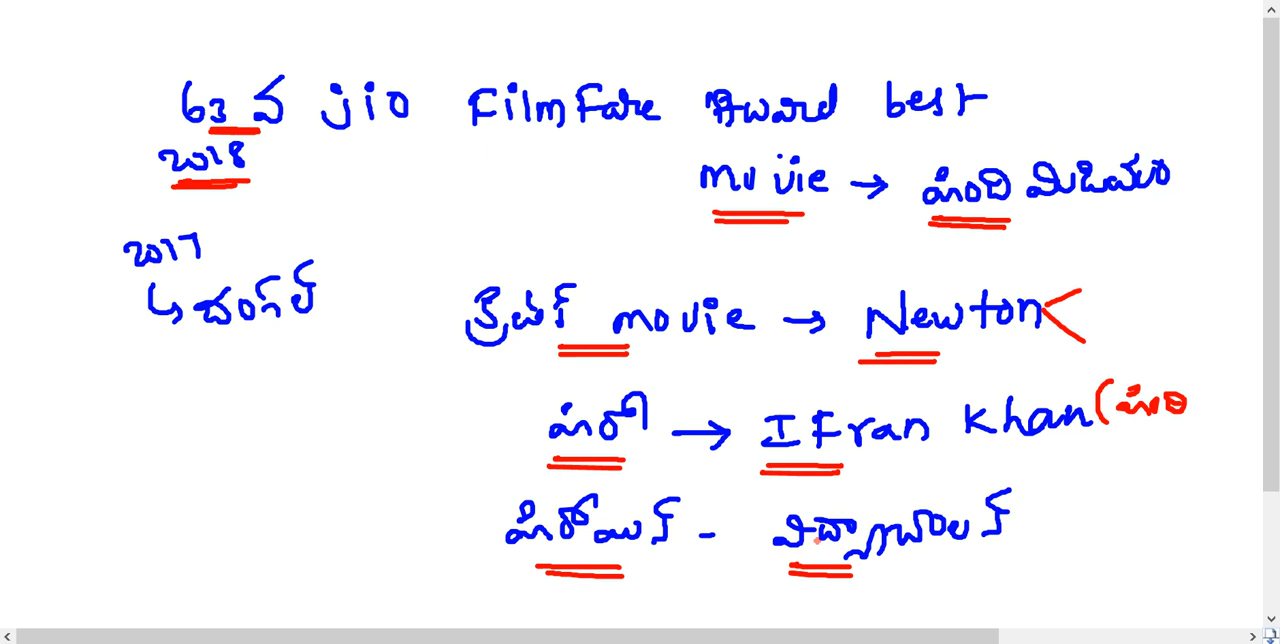 63 వ jio FilmFare Award best
2018
movie → హింది మిడియం
2017
↳ దంగల్
క్రిటిక్ movie → Newton
హీరో → IFran Khan (హింది
హీరోయిన్ - విద్యాబాలన్